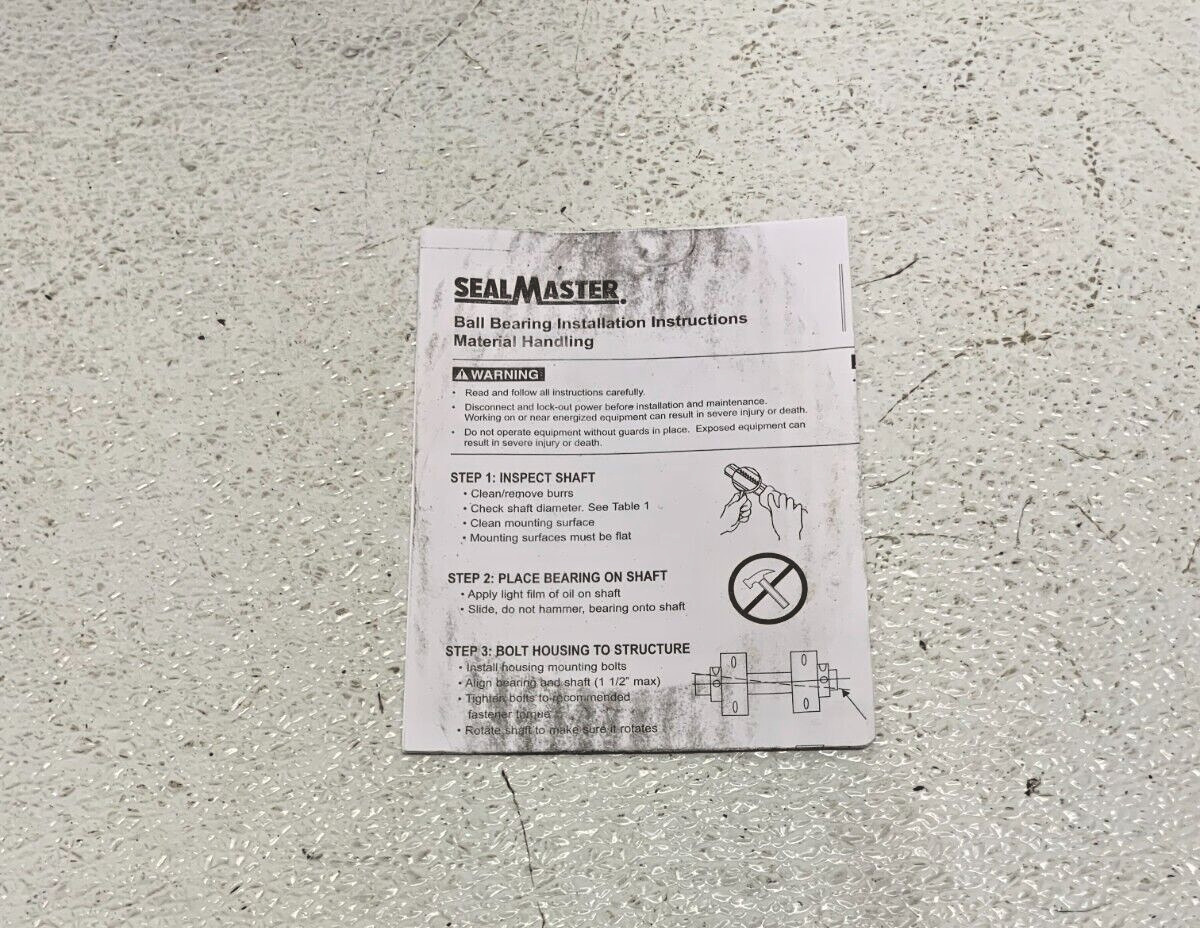 SEALMASTER.
Ball Bearing Installation Instructions
Material Handling
⚠ WARNING
• Read and follow all instructions carefully.
• Disconnect and lock-out power before installation and maintenance.
Working on or near energized equipment can result in severe injury or death.
• Do not operate equipment without guards in place. Exposed equipment can
result in severe injury or death.
STEP 1: INSPECT SHAFT
• Clean/remove burrs
• Check shaft diameter. See Table 1
• Clean mounting surface
• Mounting surfaces must be flat
STEP 2: PLACE BEARING ON SHAFT
• Apply light film of oil on shaft
• Slide, do not hammer, bearing onto shaft
STEP 3: BOLT HOUSING TO STRUCTURE
• Install housing mounting bolts
• Align bearing and shaft (1 1/2" max)
• Tighten bolts to recommended
fastener torque
• Rotate shaft to make sure it rotates